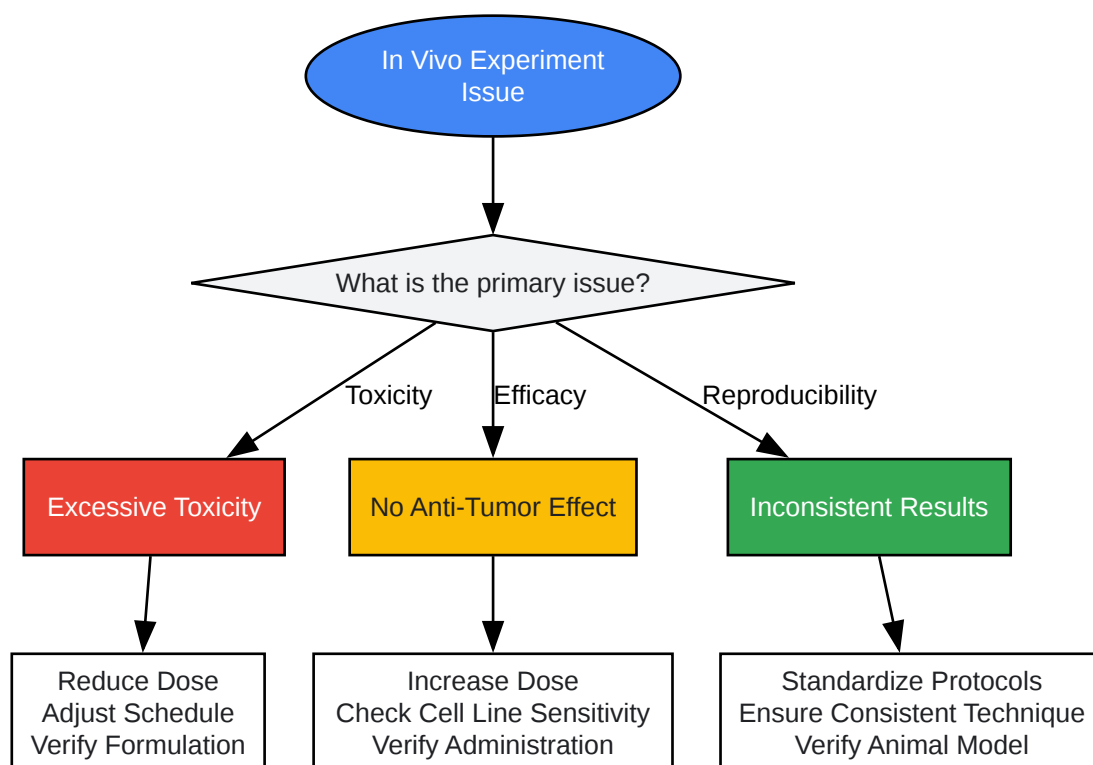 In Vivo Experiment
Issue
What is the primary issue?
Toxicity
Efficacy
Reproducibility
Excessive Toxicity
No Anti-Tumor Effect
Inconsistent Results
Reduce Dose
Adjust Schedule
Verify Formulation
Increase Dose
Check Cell Line Sensitivity
Verify Administration
Standardize Protocols
Ensure Consistent Technique
Verify Animal Model